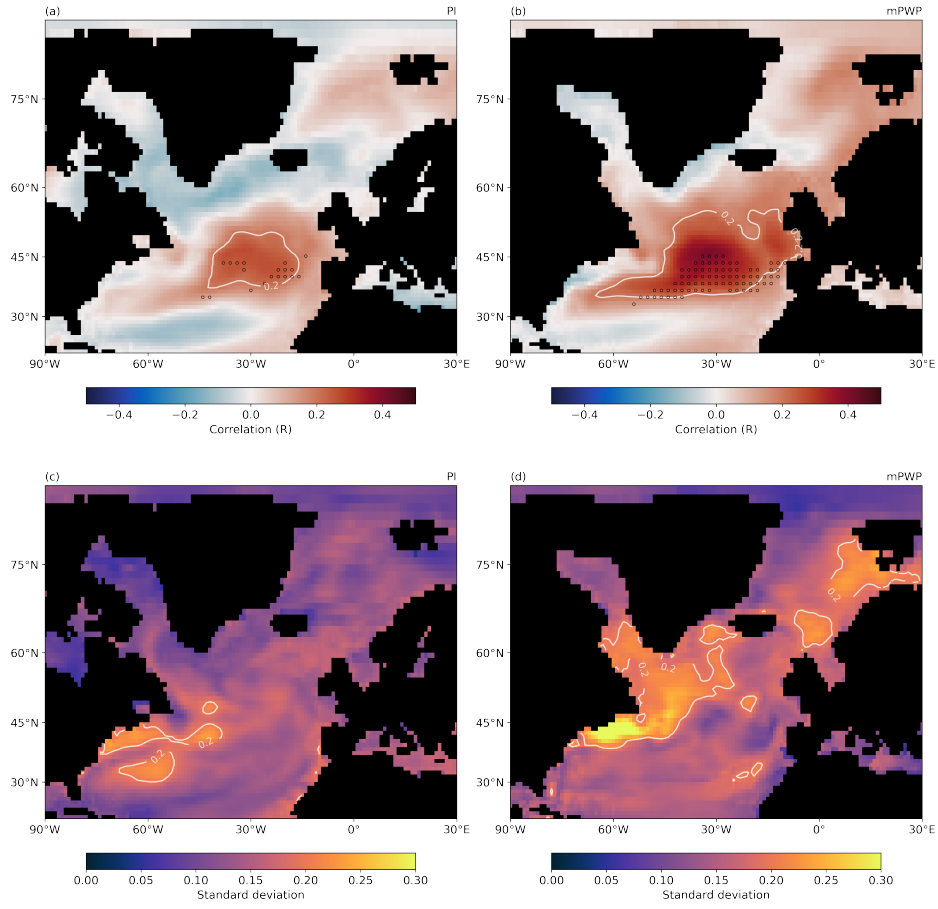 (a) PI
75°N
60°N
45°N
30°N
0.2
90°W 60°W 30°W 0° 30°E
−0.4 −0.2 0.0 0.2 0.4
Correlation (R)
(b) mPWP
75°N
60°N
45°N
30°N
0.2
0.2
0.2
90°W 60°W 30°W 0° 30°E
−0.4 −0.2 0.0 0.2 0.4
Correlation (R)
(c) PI
75°N
60°N
45°N
30°N
0.2
0.2
90°W 60°W 30°W 0° 30°E
0.00 0.05 0.10 0.15 0.20 0.25 0.30
Standard deviation
(d) mPWP
75°N
60°N
45°N
30°N
0.2
0.2
0.2
90°W 60°W 30°W 0° 30°E
0.00 0.05 0.10 0.15 0.20 0.25 0.30
Standard deviation